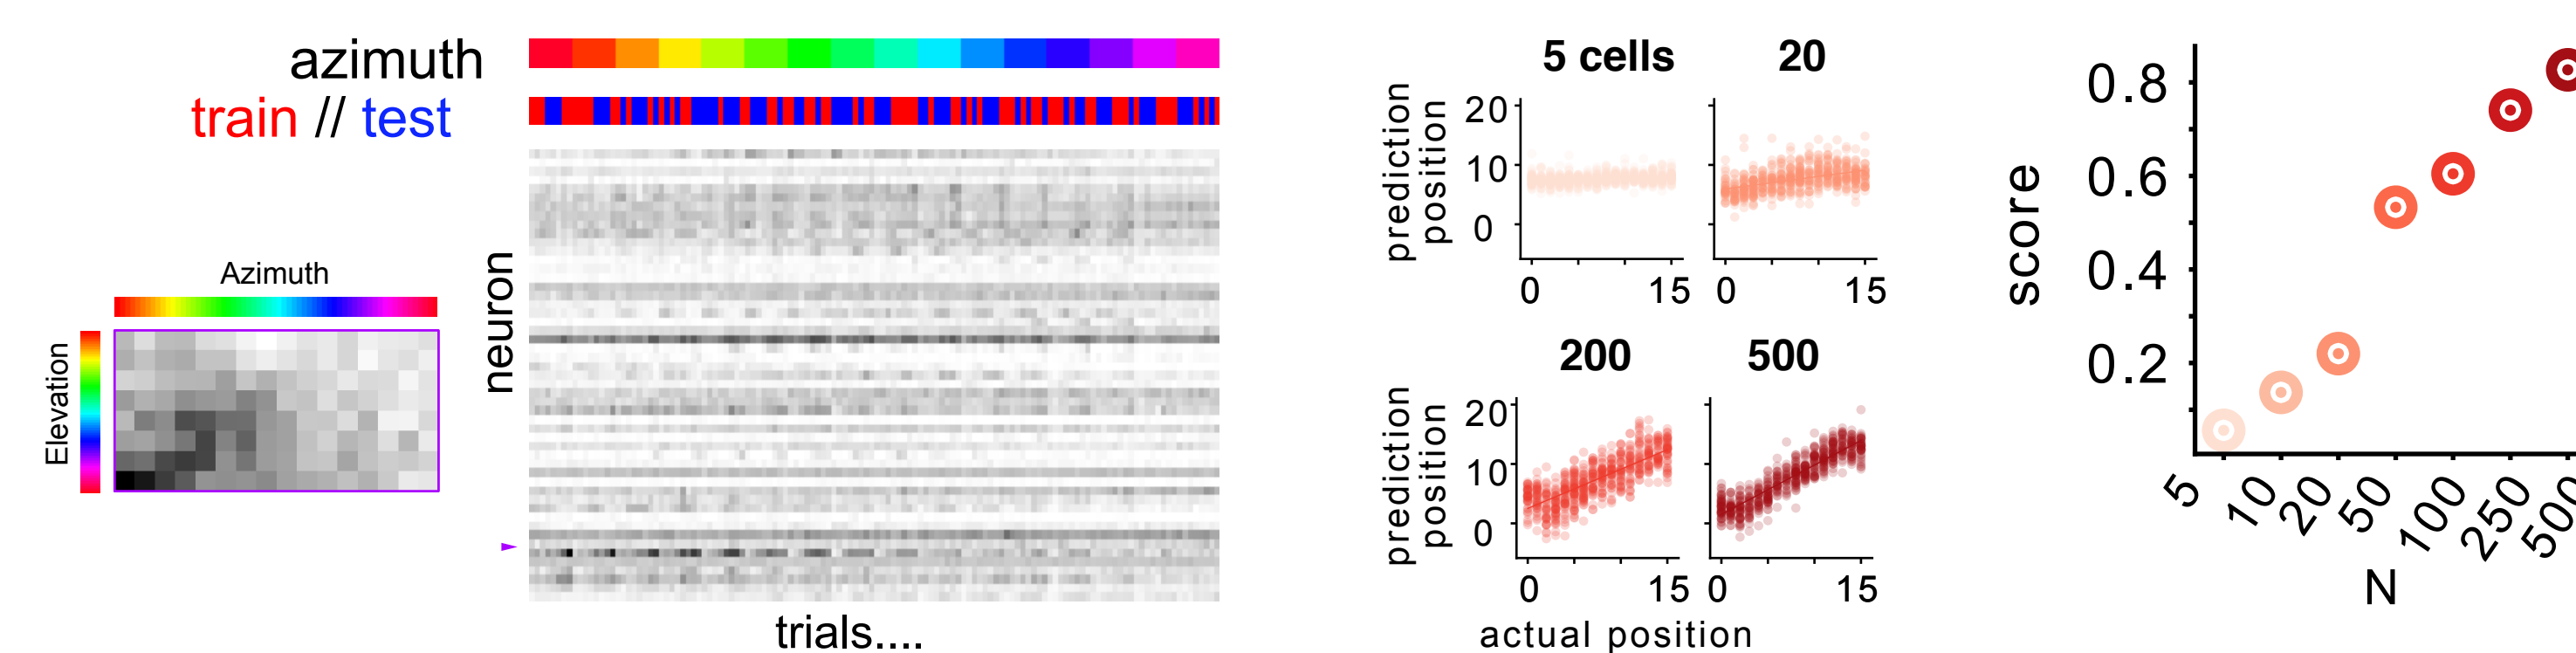 azimuth
train // test
Azimuth
Elevation
neuron
trials....
5 cells
20
prediction
position
20
10
0
0
15
0
15
200
500
prediction
position
20
10
0
0
15
0
15
actual position
score
0.8
0.6
0.4
0.2
5
10
20
50
100
250
500
N